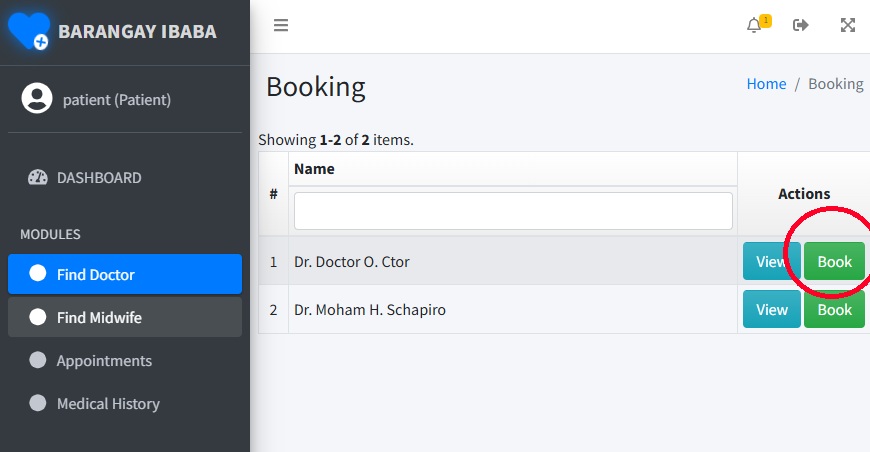 BARANGAY IBABA
1
patient (Patient)
DASHBOARD
MODULES
Find Doctor
Find Midwife
Appointments
Medical History
Booking
Home / Booking
Showing 1-2 of 2 items.
# Name Actions
1 Dr. Doctor O. Ctor View Book
2 Dr. Moham H. Schapiro View Book